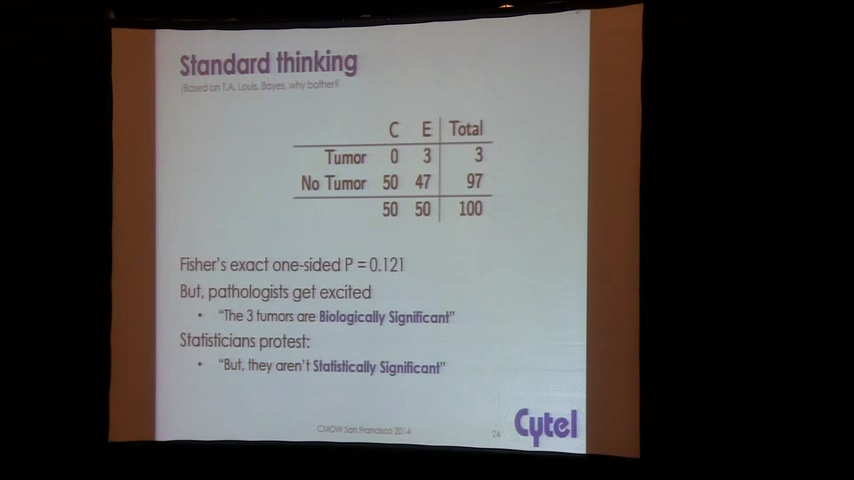 Standard thinking
(Based on T.A. Louis, Bayes, why bother?
C E Total
Tumor 0 3 3
No Tumor 50 47 97
50 50 100
Fisher's exact one-sided P = 0.121
But, pathologists get excited
• "The 3 tumors are Biologically Significant"
Statisticians protest:
• "But, they aren't Statistically Significant"
CMOW San Francisco 2014
24
Cytel